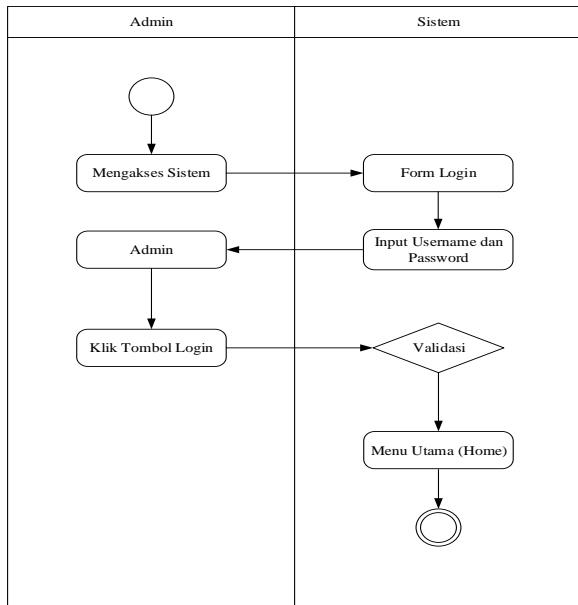 Admin
Sistem
Mengakses Sistem
Form Login
Input Username dan
Password
Admin
Klik Tombol Login
Validasi
Menu Utama (Home)